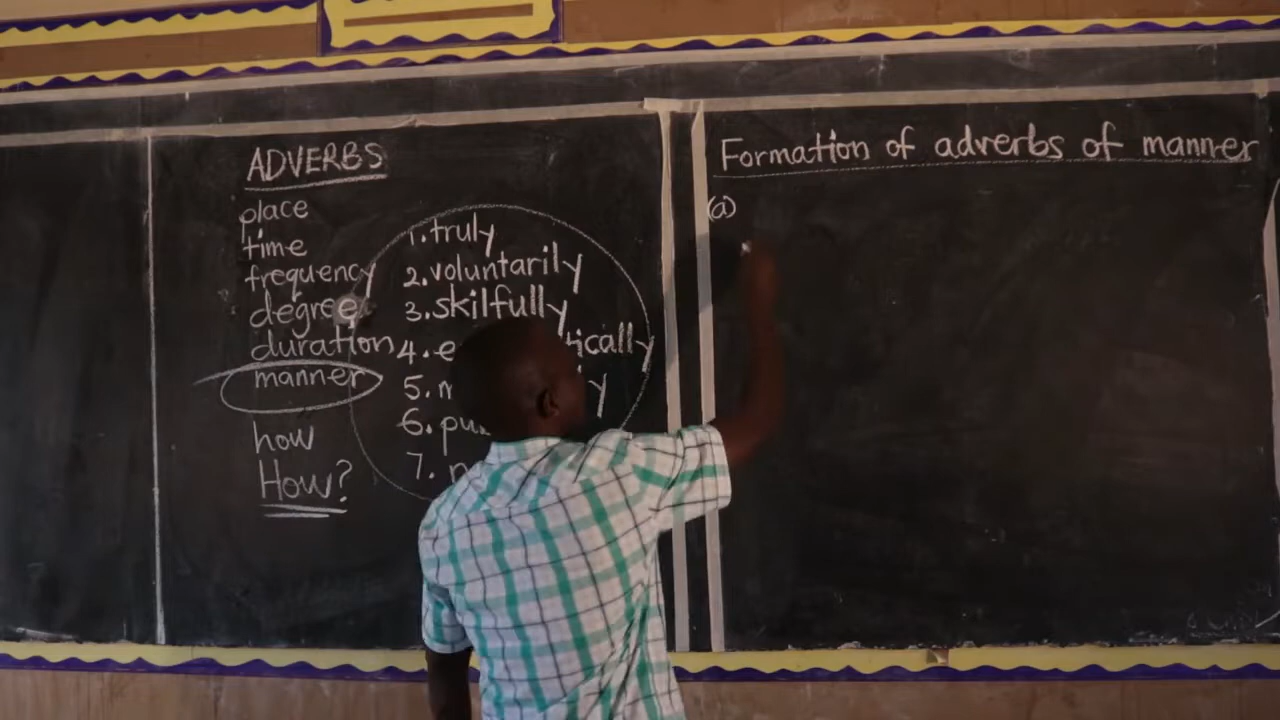 ADVERBS
place
time
frequency
degree
duration
manner
how
How?
1. truly
2. voluntarily
3. skilfully
4.
5.
6.
7.
Formation of adverbs of manner
(a)